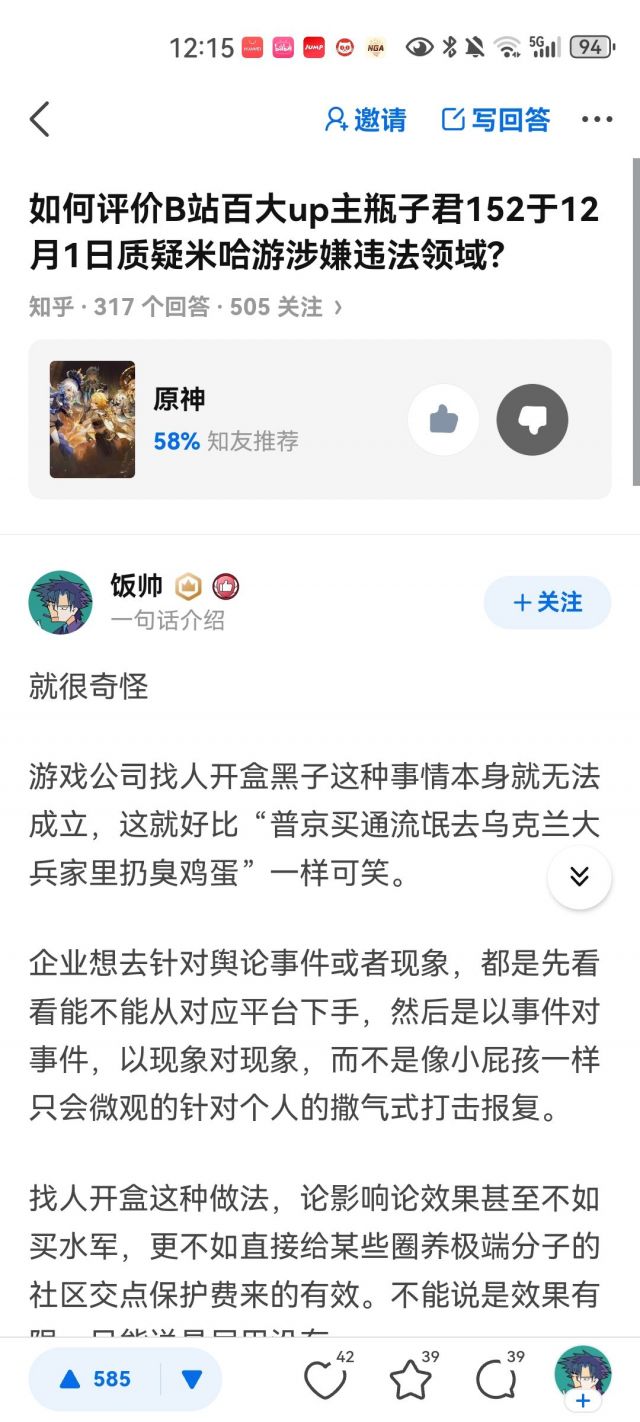 12:15
HUAWEI
JUMP
NGA
5G
94
邀请
写回答
如何评价B站百大up主瓶子君152于12
月1日质疑米哈游涉嫌违法领域?
知乎 · 317 个回答 · 505 关注 ›
原神
58% 知友推荐
饭帅
一句话介绍
+ 关注
就很奇怪
游戏公司找人开盒黑子这种事情本身就无法
成立，这就好比“普京买通流氓去乌克兰大
兵家里扔臭鸡蛋”一样可笑。
企业想去针对舆论事件或者现象，都是先看
看能不能从对应平台下手，然后是以事件对
事件，以现象对现象，而不是像小屁孩一样
只会微观的针对个人的撒气式打击报复。
找人开盒这种做法，论影响论效果甚至不如
买水军，更不如直接给某些圈养极端分子的
社区交点保护费来的有效。不能说是效果有
585
42
39
39